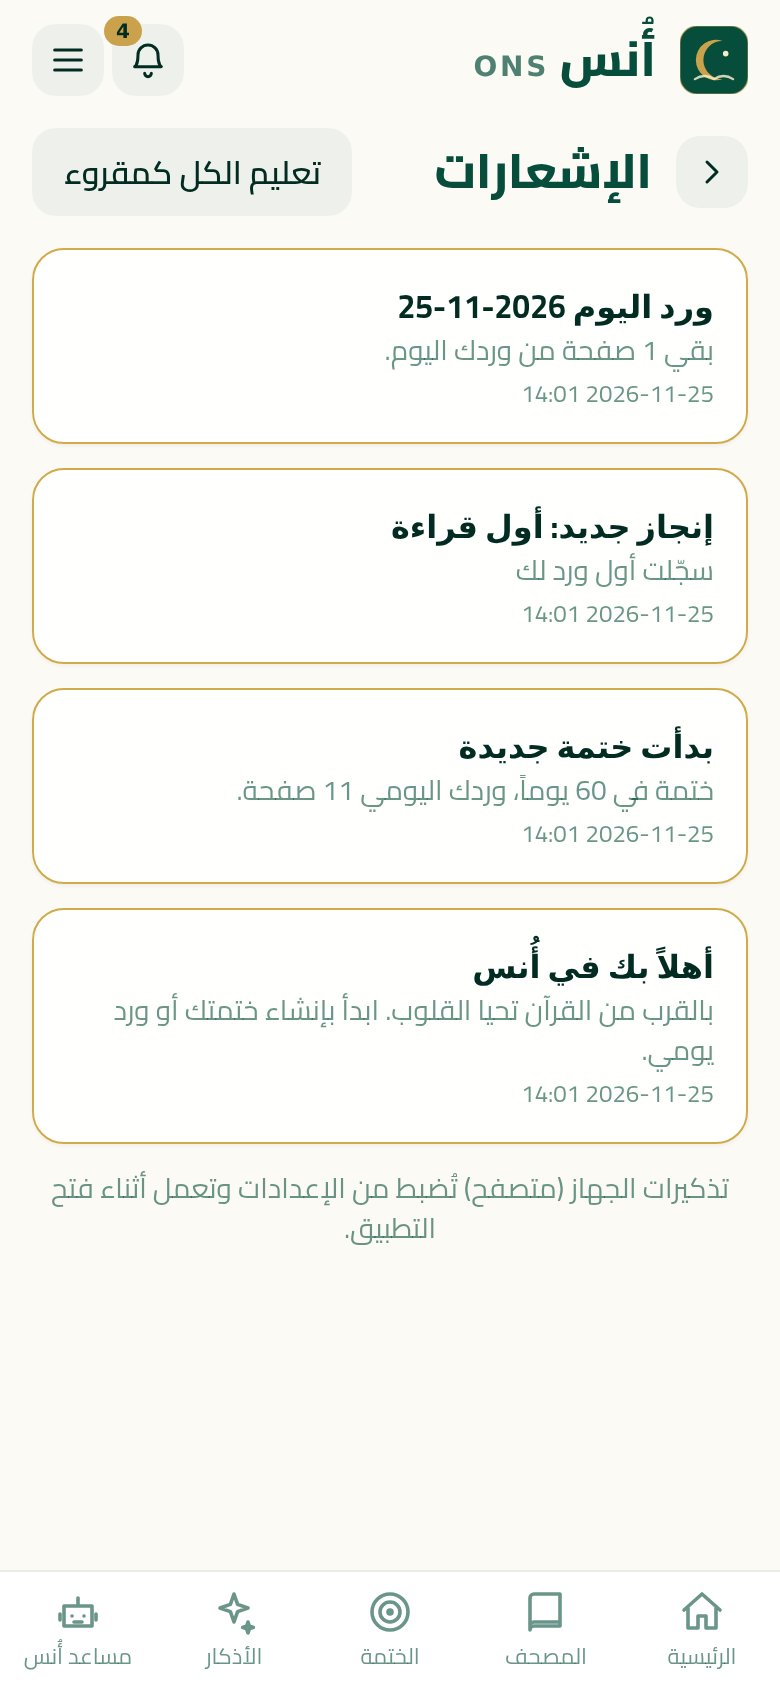 أُنس ONS
4
الإشعارات
تعليم الكل كمقروء
ورد اليوم 2026-11-25
بقي 1 صفحة من وردك اليوم.
2026-11-25 14:01
إنجاز جديد: أول قراءة
سجّلت أول ورد لك
2026-11-25 14:01
بدأت ختمة جديدة
ختمة في 60 يوماً، وردك اليومي 11 صفحة.
2026-11-25 14:01
أهلاً بك في أُنس
بالقرب من القرآن تحيا القلوب. ابدأ بإنشاء ختمتك أو ورد
يومي.
2026-11-25 14:01
تذكيرات الجهاز (متصفح) تُضبط من الإعدادات وتعمل أثناء فتح
التطبيق.
الرئيسية
المصحف
الختمة
الأذكار
مساعد أُنس